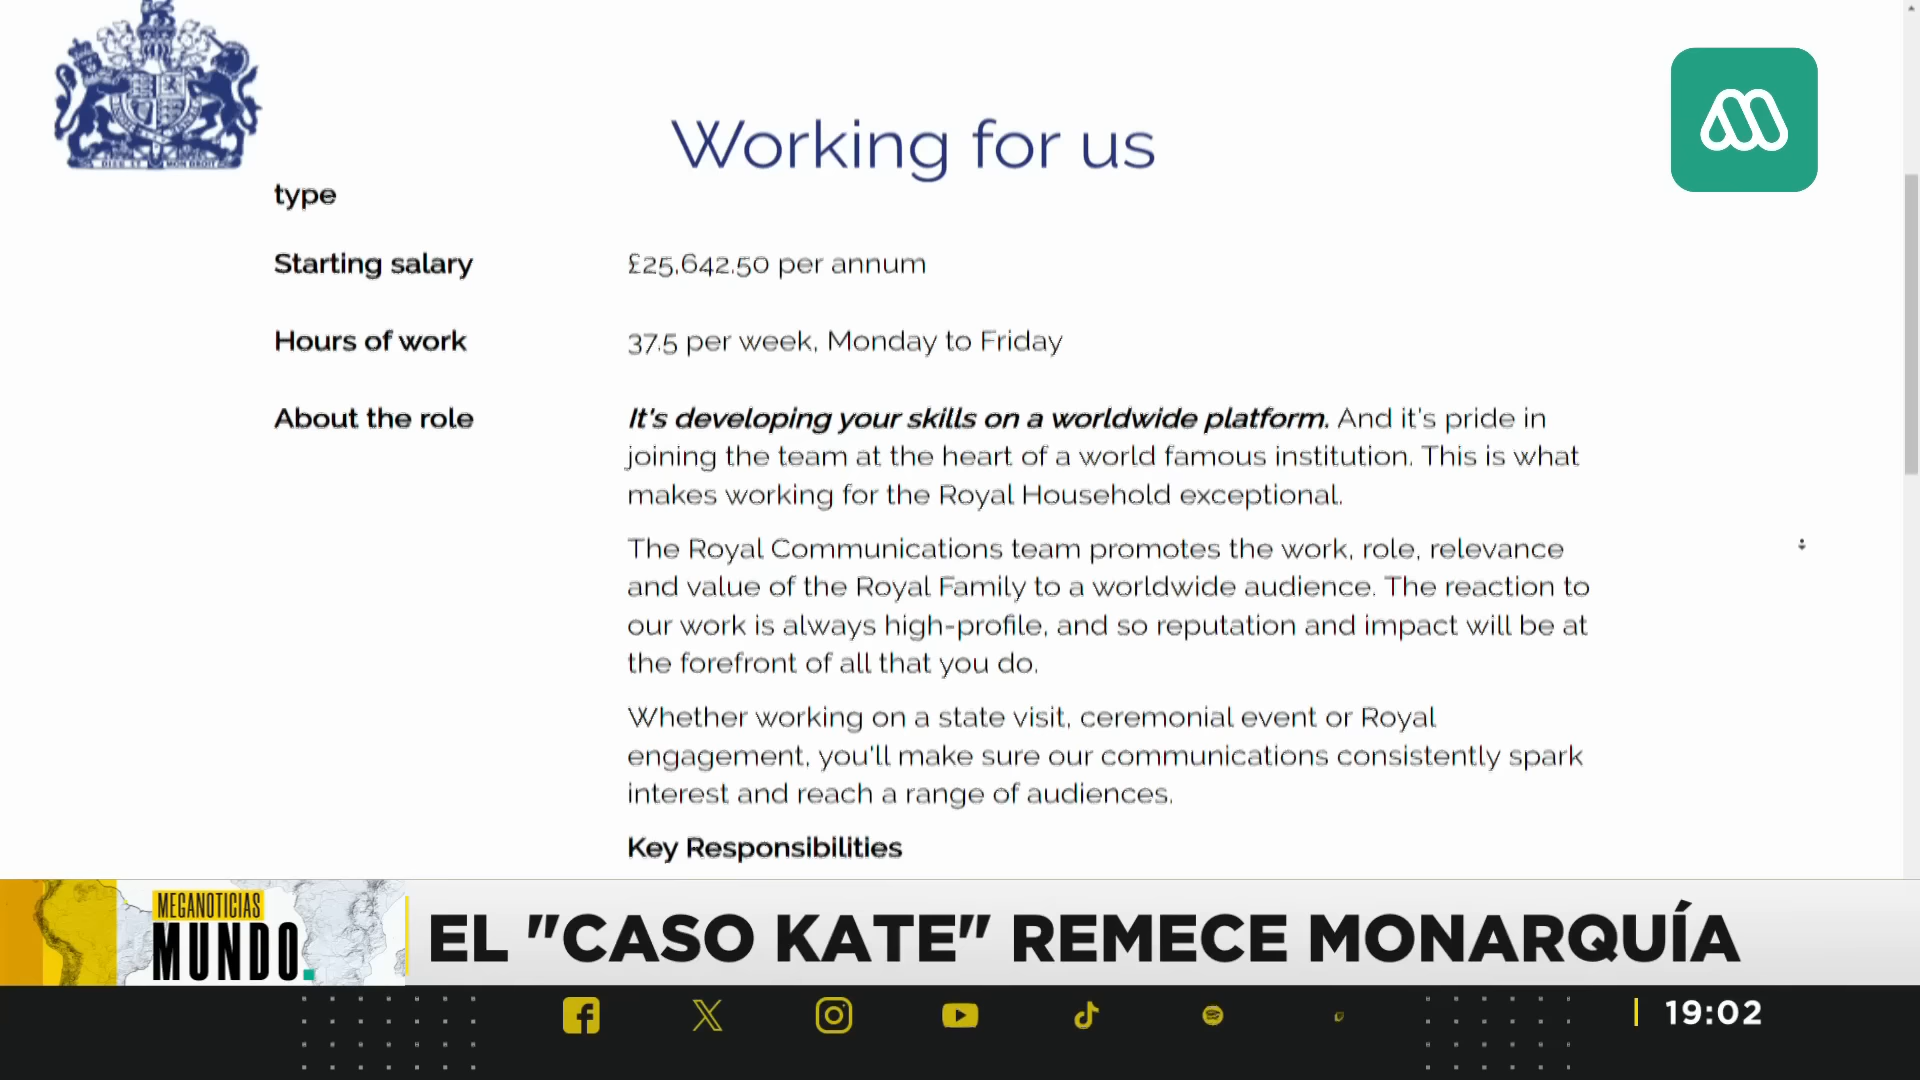 DIEU ET MON DROIT
Working for us
type
Starting salary
£25,642.50 per annum
Hours of work
37.5 per week, Monday to Friday
About the role
It's developing your skills on a worldwide platform. And it's pride in
joining the team at the heart of a world famous institution. This is what
makes working for the Royal Household exceptional.
The Royal Communications team promotes the work, role, relevance
and value of the Royal Family to a worldwide audience. The reaction to
our work is always high-profile, and so reputation and impact will be at
the forefront of all that you do.
Whether working on a state visit, ceremonial event or Royal
engagement, you'll make sure our communications consistently spark
interest and reach a range of audiences.
Key Responsibilities
MEGANOTICIAS
MUNDO.
EL "CASO KATE" REMECE MONARQUÍA
19:02